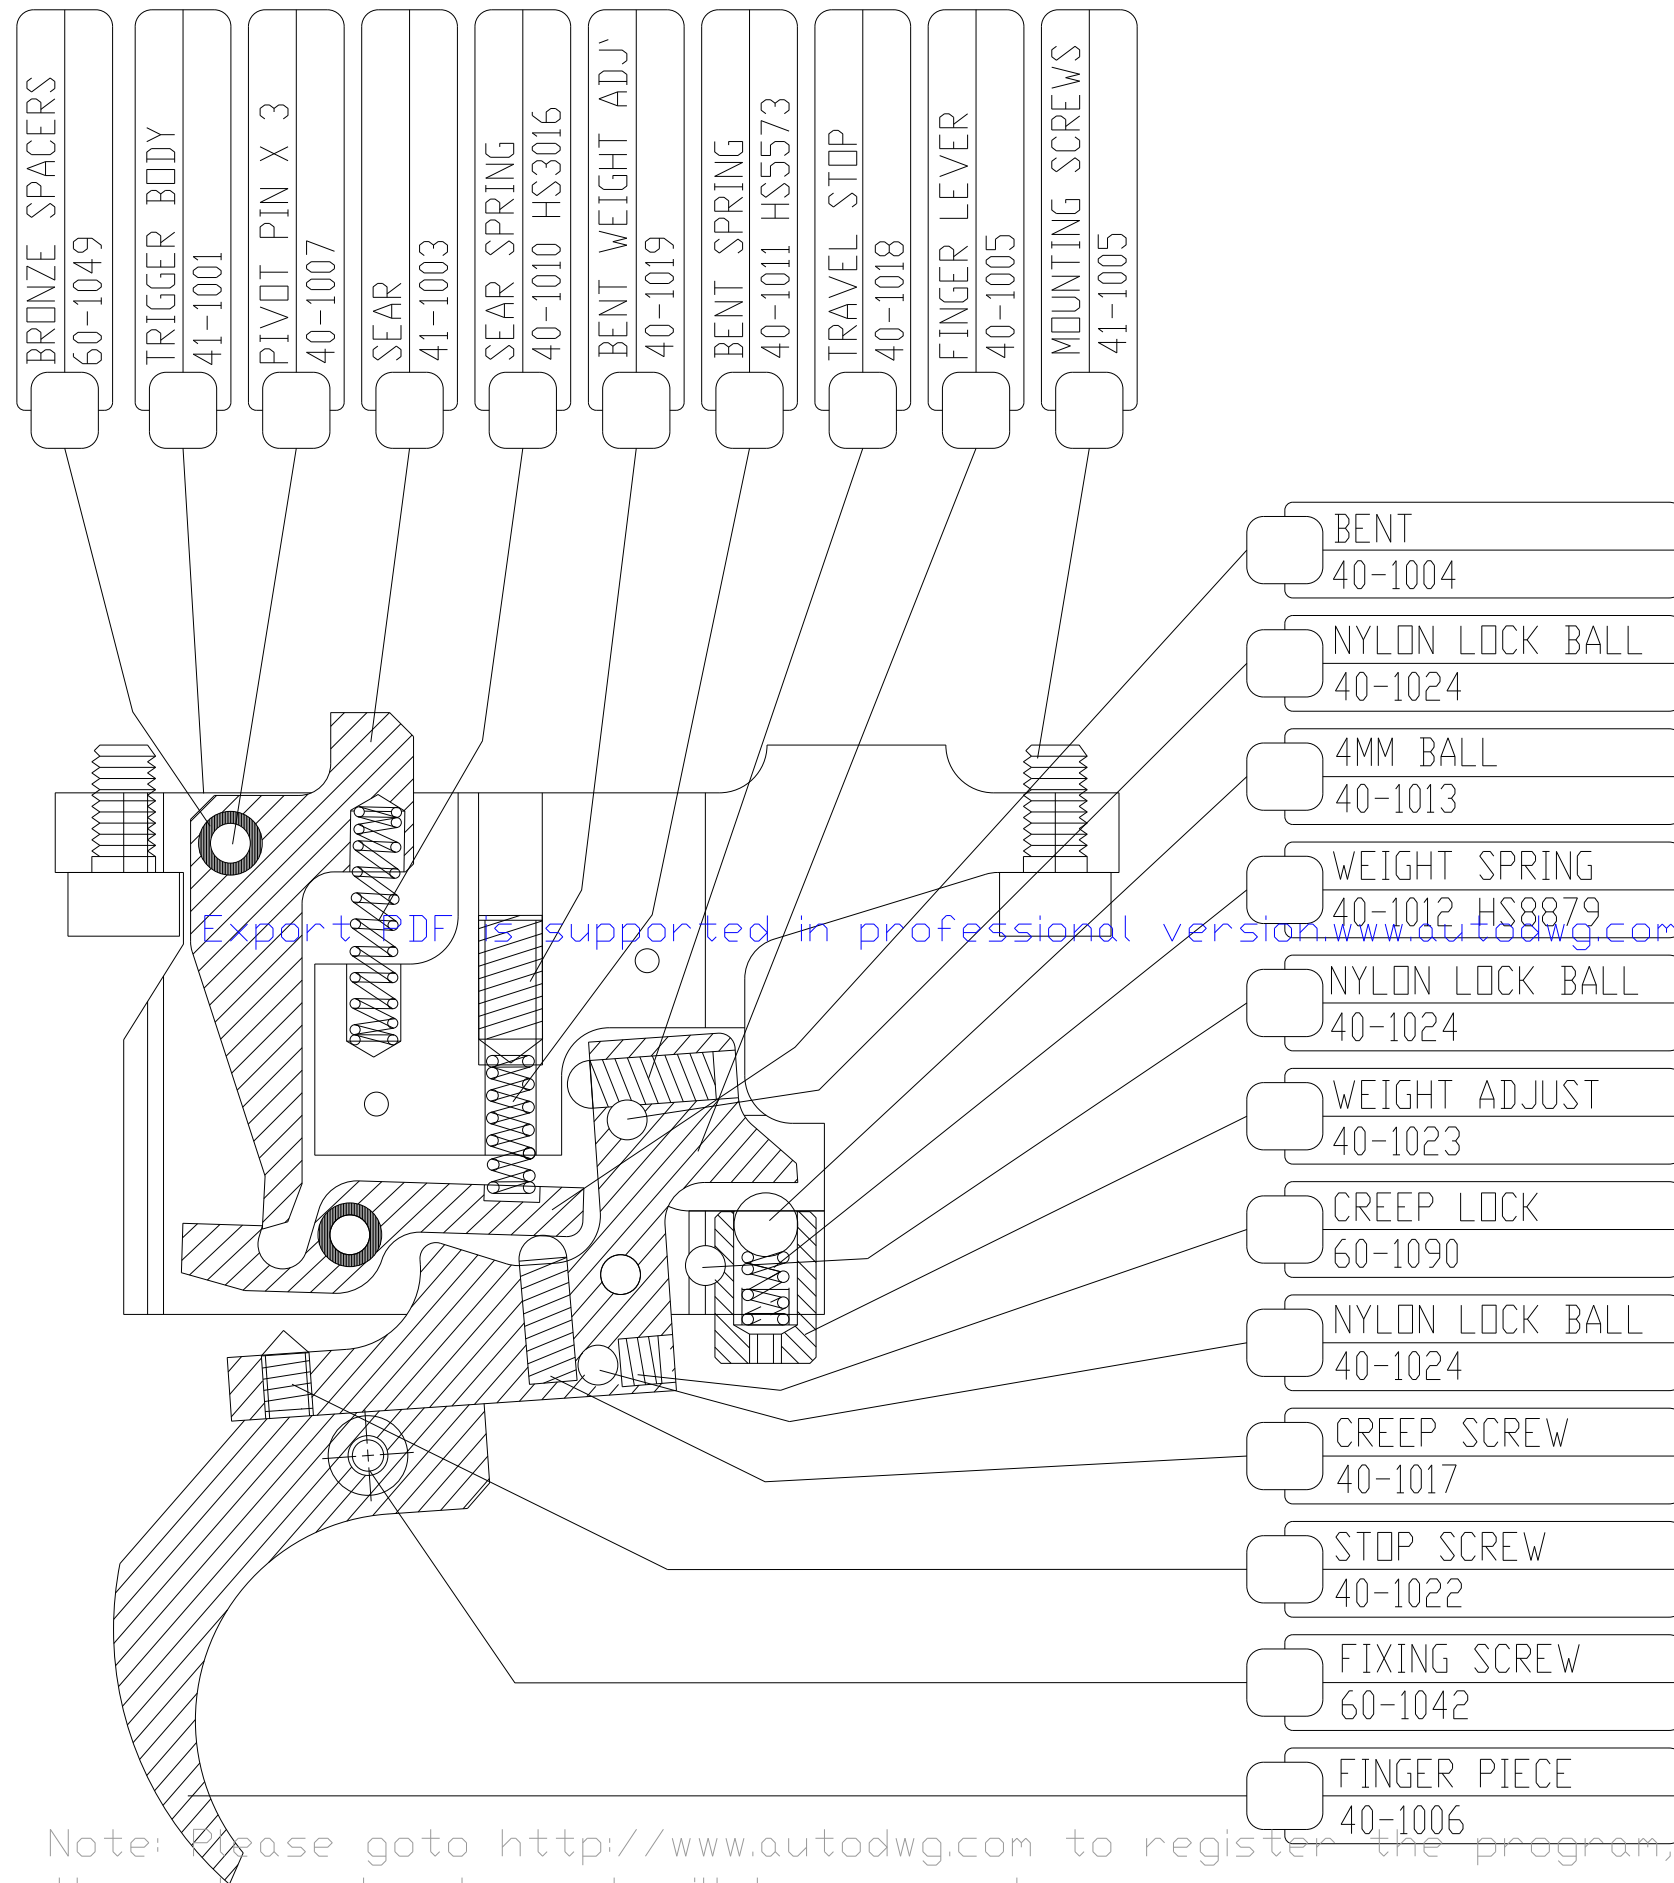 BRONZE SPACERS
60-1049
TRIGGER BODY
41-1001
PIVOT PIN X 3
40-1007
SEAR
41-1003
SEAR SPRING
40-1010 HS3016
BENT WEIGHT ADJ`
40-1019
BENT SPRING
40-1011 HS5573
TRAVEL STOP
40-1018
FINGER LEVER
40-1005
MOUNTING SCREWS
41-1005
BENT
40-1004
NYLON LOCK BALL
40-1024
4MM BALL
40-1013
WEIGHT SPRING
40-1012 HS8879
Export PDF is supported in professional version,www.autodwg.com
NYLON LOCK BALL
40-1024
WEIGHT ADJUST
40-1023
CREEP LOCK
60-1090
NYLON LOCK BALL
40-1024
CREEP SCREW
40-1017
STOP SCREW
40-1022
FIXING SCREW
60-1042
FINGER PIECE
40-1006
Note: Please goto http://www.autodwg.com to register the program,